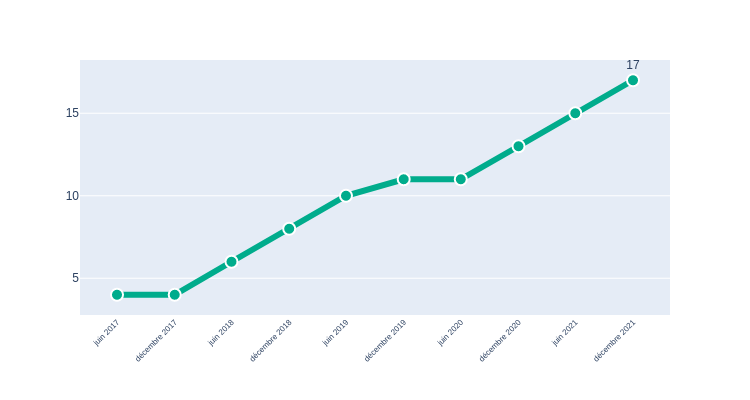 17
15
10
5
juin 2017
décembre 2017
juin 2018
décembre 2018
juin 2019
décembre 2019
juin 2020
décembre 2020
juin 2021
décembre 2021